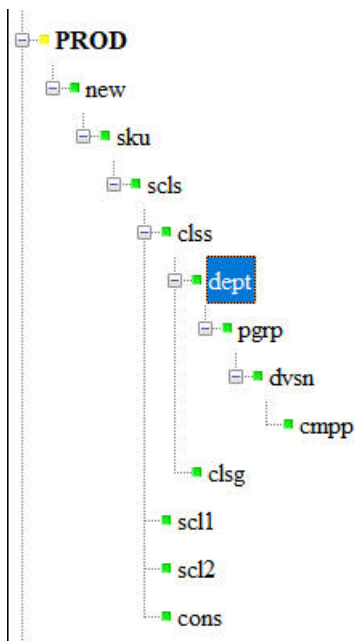 PROD
new
sku
scls
clss
dept
pgrp
dvsn
cmpp
clsg
scl1
scl2
cons